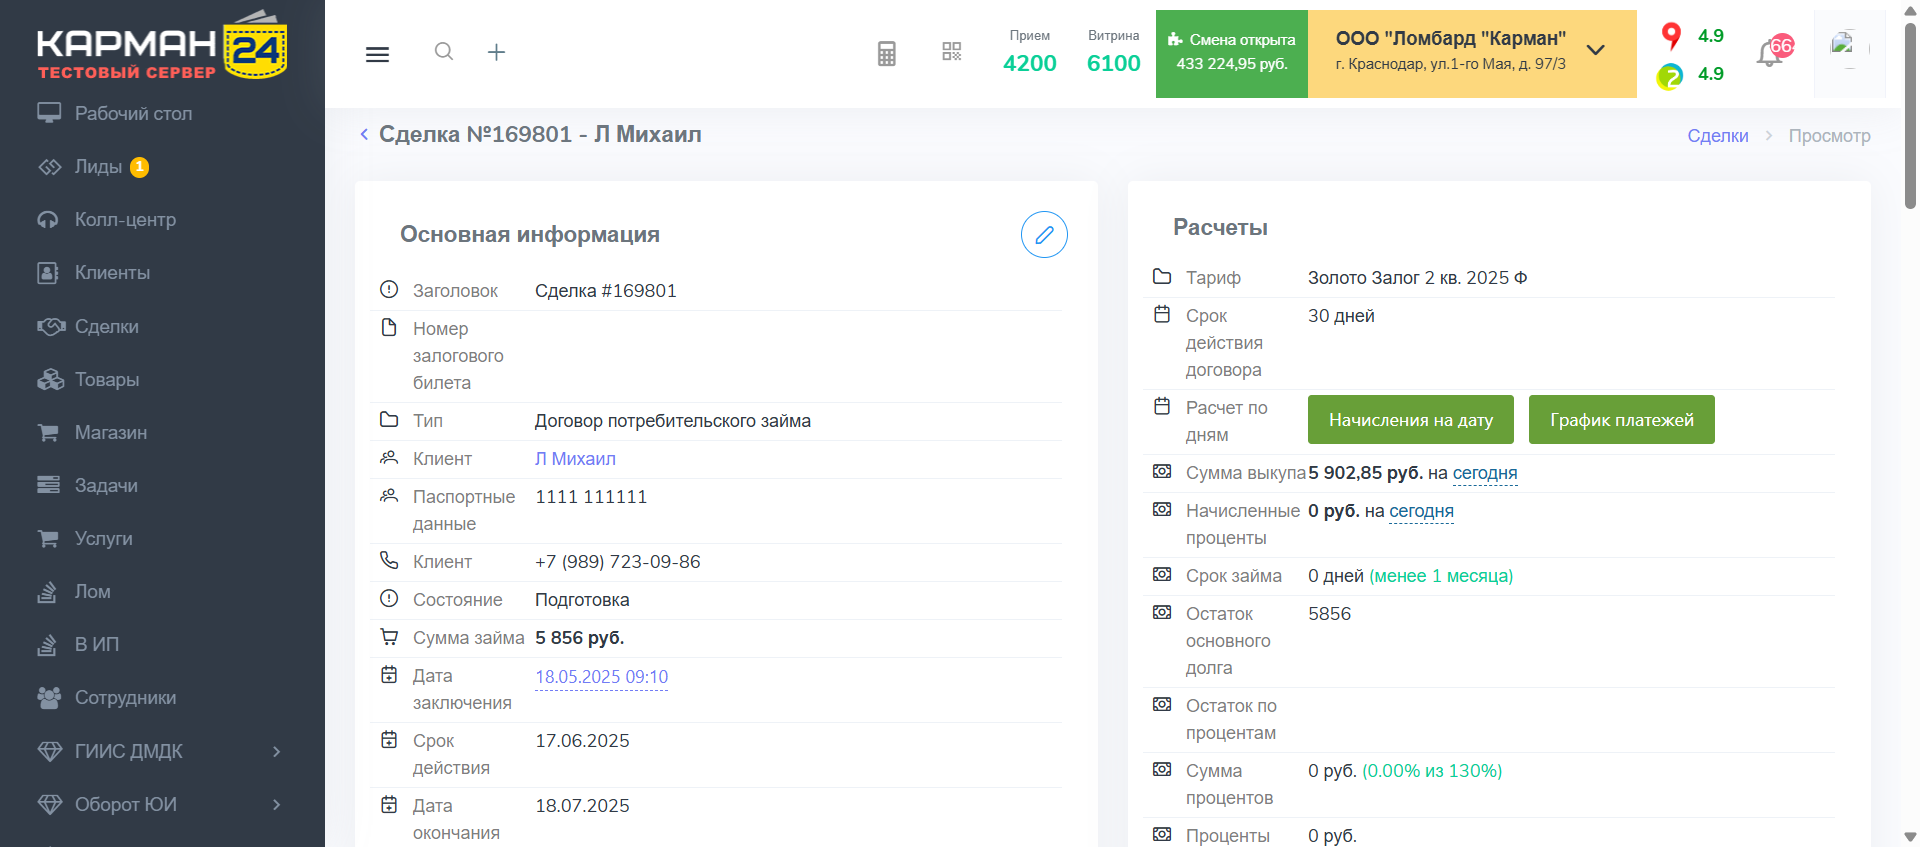 КАРМАН 24
ТЕСТОВЫЙ СЕРВЕР
Рабочий стол
Лиды 1
Колл-центр
Клиенты
Сделки
Товары
Магазин
Задачи
Услуги
Лом
В ИП
Сотрудники
ГИИС ДМДК
Оборот ЮИ
Прием
4200
Витрина
6100
Смена открыта
433 224,95 руб.
ООО "Ломбард "Карман"
г. Краснодар, ул.1-го Мая, д. 97/3
4.9
4.9
Сделка №169801 - Л Михаил
Сделки
Просмотр
Основная информация
Заголовок Сделка #169801
Номер
залогового
билета
Тип Договор потребительского займа
Клиент Л Михаил
Паспортные 1111 111111
данные
Клиент +7 (989) 723-09-86
Состояние Подготовка
Сумма займа 5 856 руб.
Дата 18.05.2025 09:10
заключения
Срок 17.06.2025
действия
Дата 18.07.2025
окончания
Расчеты
Тариф Золото Залог 2 кв. 2025 Ф
Срок 30 дней
действия
договора
Расчет по Начисления на дату График платежей
дням
Сумма выкупа 5 902,85 руб. на сегодня
Начисленные 0 руб. на сегодня
проценты
Срок займа 0 дней (менее 1 месяца)
Остаток 5856
основного
долга
Остаток по
процентам
Сумма 0 руб. (0.00% из 130%)
процентов
Проценты 0 руб.